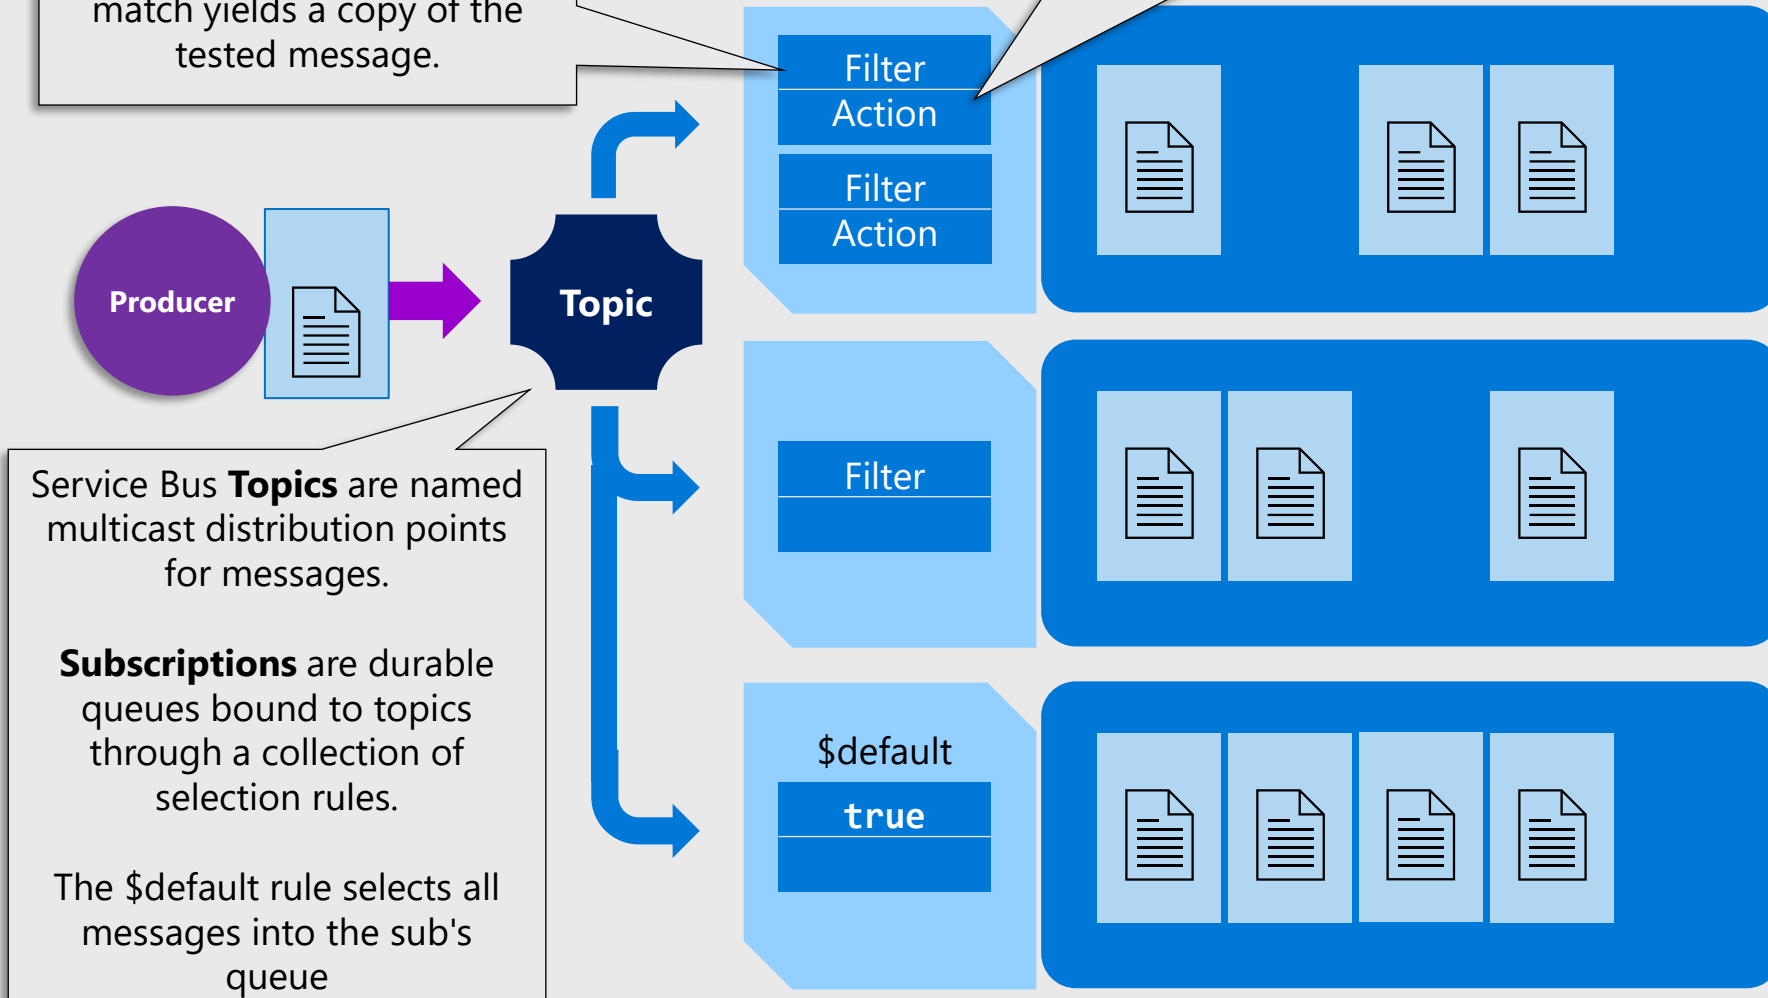 match yields a copy of the
tested message.
Filter
Action
Filter
Action
Producer
Topic
Service Bus Topics are named
multicast distribution points
for messages.
Subscriptions are durable
queues bound to topics
through a collection of
selection rules.
The $default rule selects all
messages into the sub's
queue
Filter
$default
true